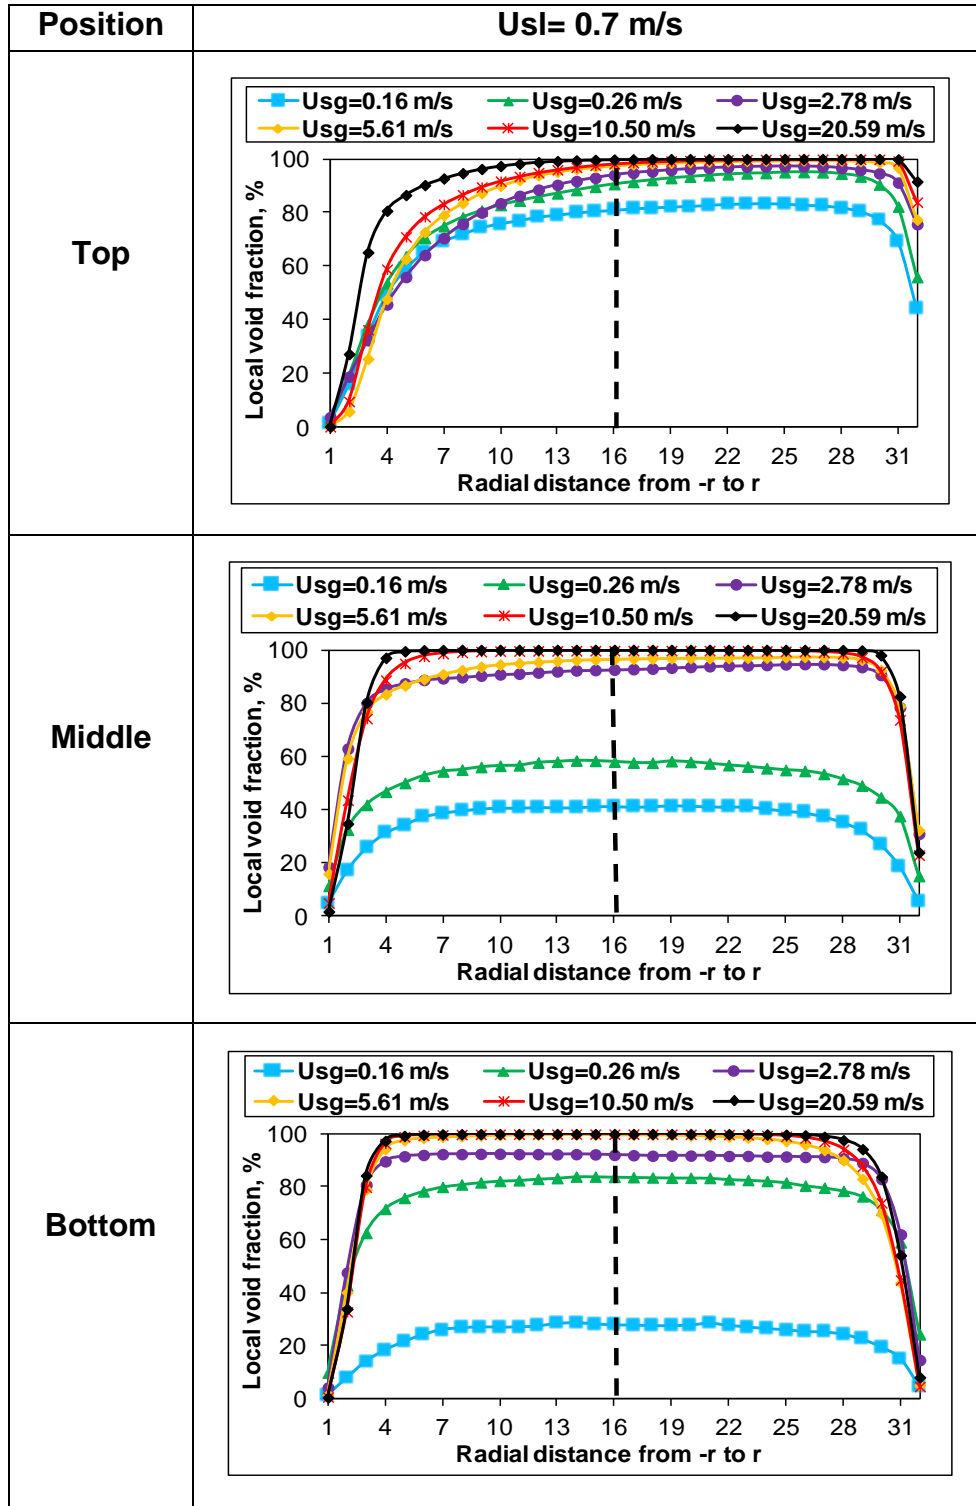 Position Usl= 0.7 m/s
Top
Usg=0.16 m/s Usg=0.26 m/s Usg=2.78 m/s
Usg=5.61 m/s Usg=10.50 m/s Usg=20.59 m/s
Local void fraction, %
100
80
60
40
20
0
1 4 7 10 13 16 19 22 25 28 31
Radial distance from -r to r
Middle
Usg=0.16 m/s Usg=0.26 m/s Usg=2.78 m/s
Usg=5.61 m/s Usg=10.50 m/s Usg=20.59 m/s
Local void fraction, %
100
80
60
40
20
0
1 4 7 10 13 16 19 22 25 28 31
Radial distance from -r to r
Bottom
Usg=0.16 m/s Usg=0.26 m/s Usg=2.78 m/s
Usg=5.61 m/s Usg=10.50 m/s Usg=20.59 m/s
Local void fraction, %
100
80
60
40
20
0
1 4 7 10 13 16 19 22 25 28 31
Radial distance from -r to r